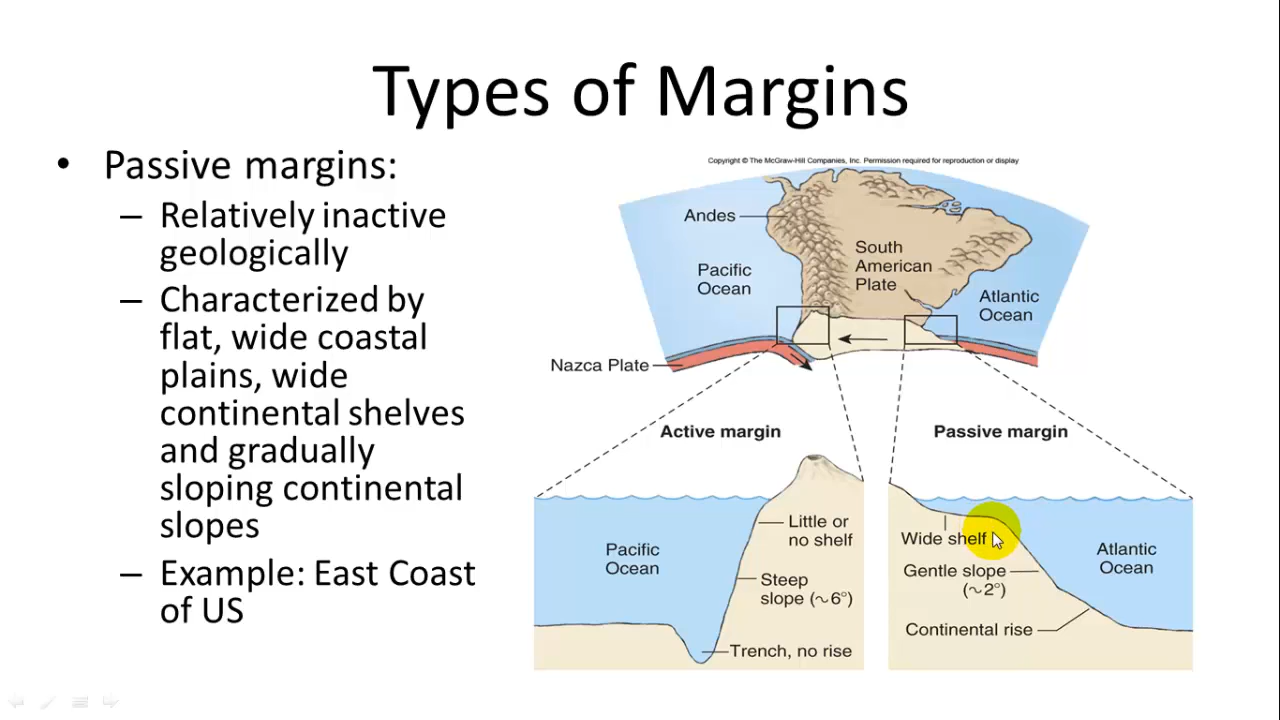 Types of Margins
• Passive margins:
– Relatively inactive
geologically
– Characterized by
flat, wide coastal
plains, wide
continental shelves
and gradually
sloping continental
slopes
– Example: East Coast
of US
Copyright © The McGraw-Hill Companies, Inc. Permission required for reproduction or display
Andes
South
American
Plate
Pacific
Ocean
Atlantic
Ocean
Nazca Plate
Active margin
Passive margin
Little or
no shelf
Pacific
Ocean
Steep
slope (~6°)
Trench, no rise
Wide shelf
Gentle slope
(~2°)
Atlantic
Ocean
Continental rise